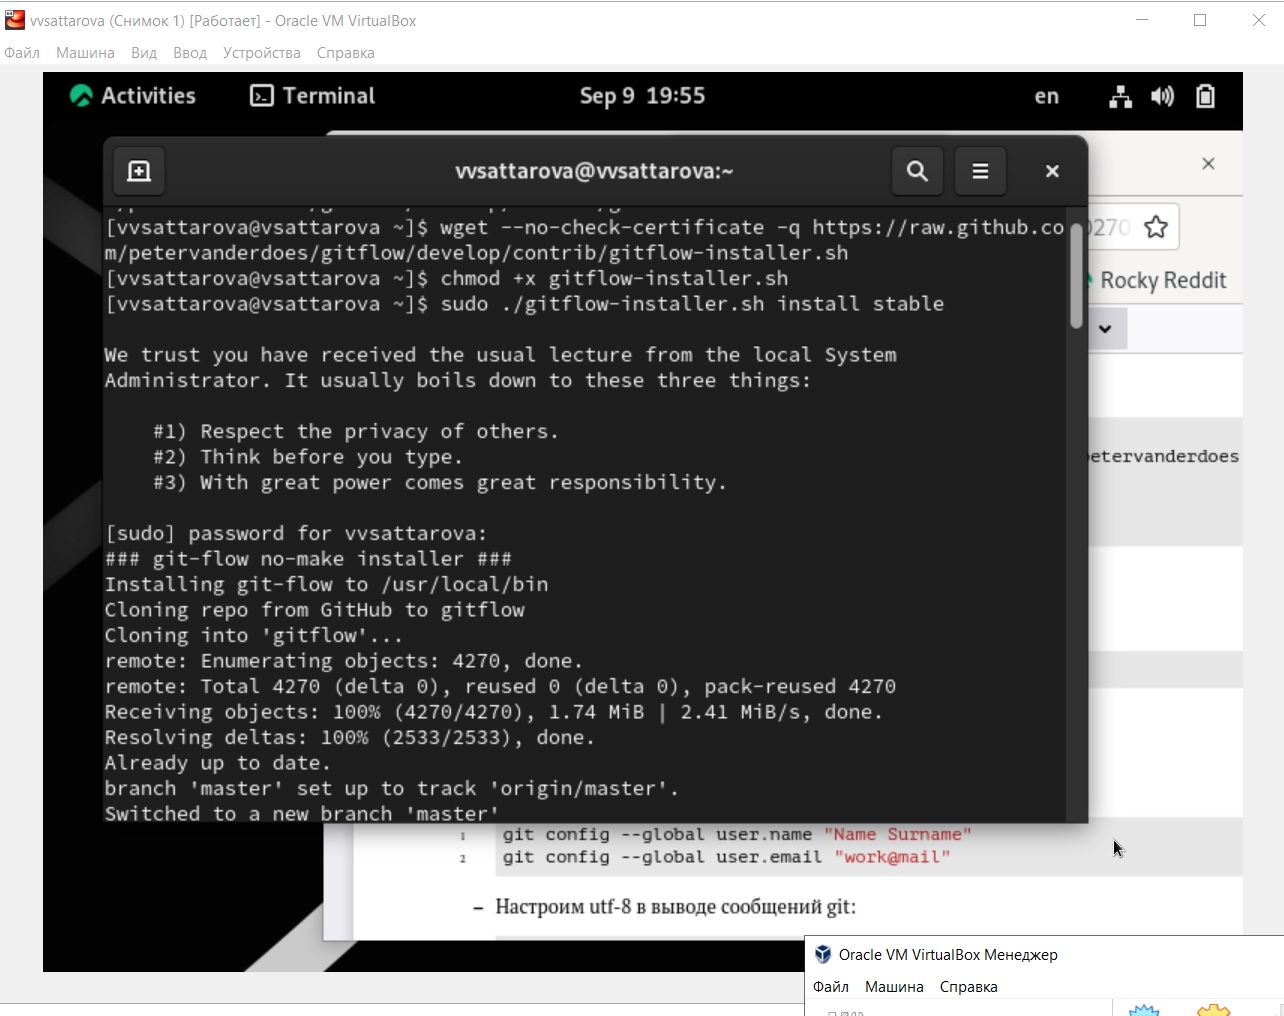 vvsattarova (Снимок 1) [Работает] - Oracle VM VirtualBox
Файл Машина Вид Ввод Устройства Справка
Activities Terminal Sep 9 19:55 en
vvsattarova@vvsattarova:~
[vvsattarova@vsattarova ~]$ wget --no-check-certificate -q https://raw.github.co
m/petervanderdoes/gitflow/develop/contrib/gitflow-installer.sh
[vvsattarova@vsattarova ~]$ chmod +x gitflow-installer.sh
[vvsattarova@vsattarova ~]$ sudo ./gitflow-installer.sh install stable
We trust you have received the usual lecture from the local System
Administrator. It usually boils down to these three things:
#1) Respect the privacy of others.
#2) Think before you type.
#3) With great power comes great responsibility.
[sudo] password for vvsattarova:
### git-flow no-make installer ###
Installing git-flow to /usr/local/bin
Cloning repo from GitHub to gitflow
Cloning into 'gitflow'...
remote: Enumerating objects: 4270, done.
remote: Total 4270 (delta 0), reused 0 (delta 0), pack-reused 4270
Receiving objects: 100% (4270/4270), 1.74 MiB | 2.41 MiB/s, done.
Resolving deltas: 100% (2533/2533), done.
Already up to date.
branch 'master' set up to track 'origin/master'.
Switched to a new branch 'master'
0270
Rocky Reddit
petervanderdoes
1 git config --global user.name "Name Surname"
2 git config --global user.email "work@mail"
– Настроим utf-8 в выводе сообщений git:
Oracle VM VirtualBox Менеджер
Файл Машина Справка